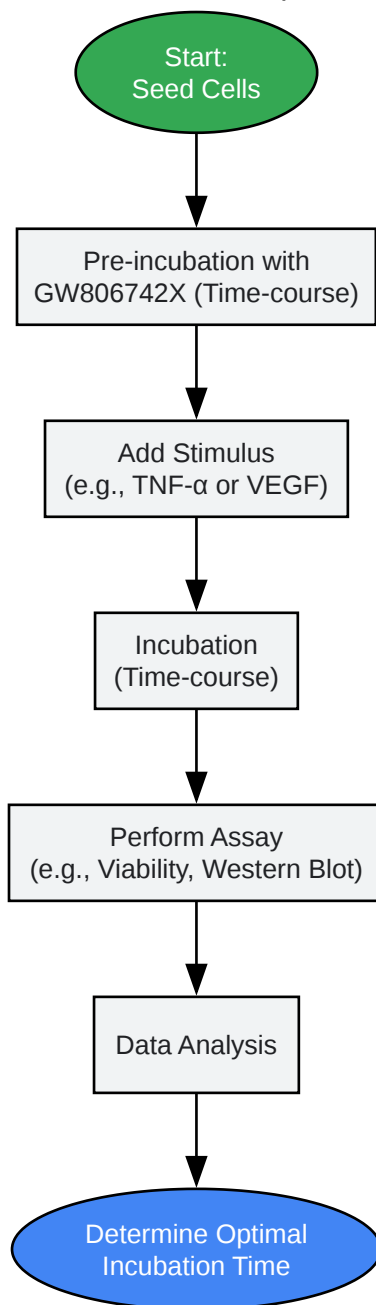 Start:
Seed Cells
Pre-incubation with
GW806742X (Time-course)
Add Stimulus
(e.g., TNF-α or VEGF)
Incubation
(Time-course)
Perform Assay
(e.g., Viability, Western Blot)
Data Analysis
Determine Optimal
Incubation Time